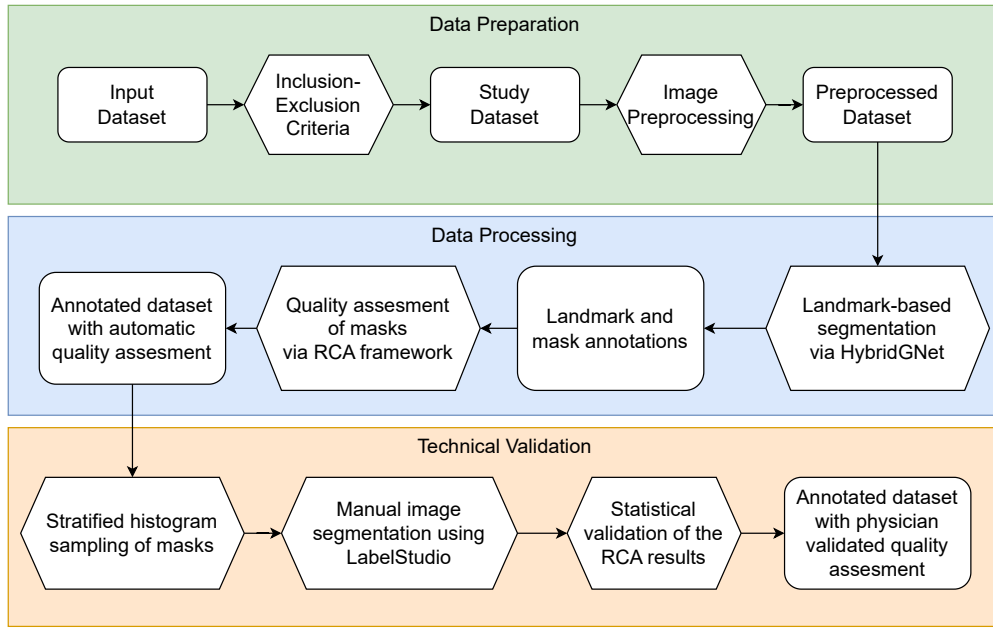 Data Preparation
Input
Dataset
Inclusion-
Exclusion
Criteria
Study
Dataset
Image
Preprocessing
Preprocessed
Dataset
Data Processing
Annotated dataset
with automatic
quality assesment
Quality assesment
of masks
via RCA framework
Landmark and
mask annotations
Landmark-based
segmentation
via HybridGNet
Technical Validation
Stratified histogram
sampling of masks
Manual image
segmentation using
LabelStudio
Statistical
validation of the
RCA results
Annotated dataset
with physician
validated quality
assesment